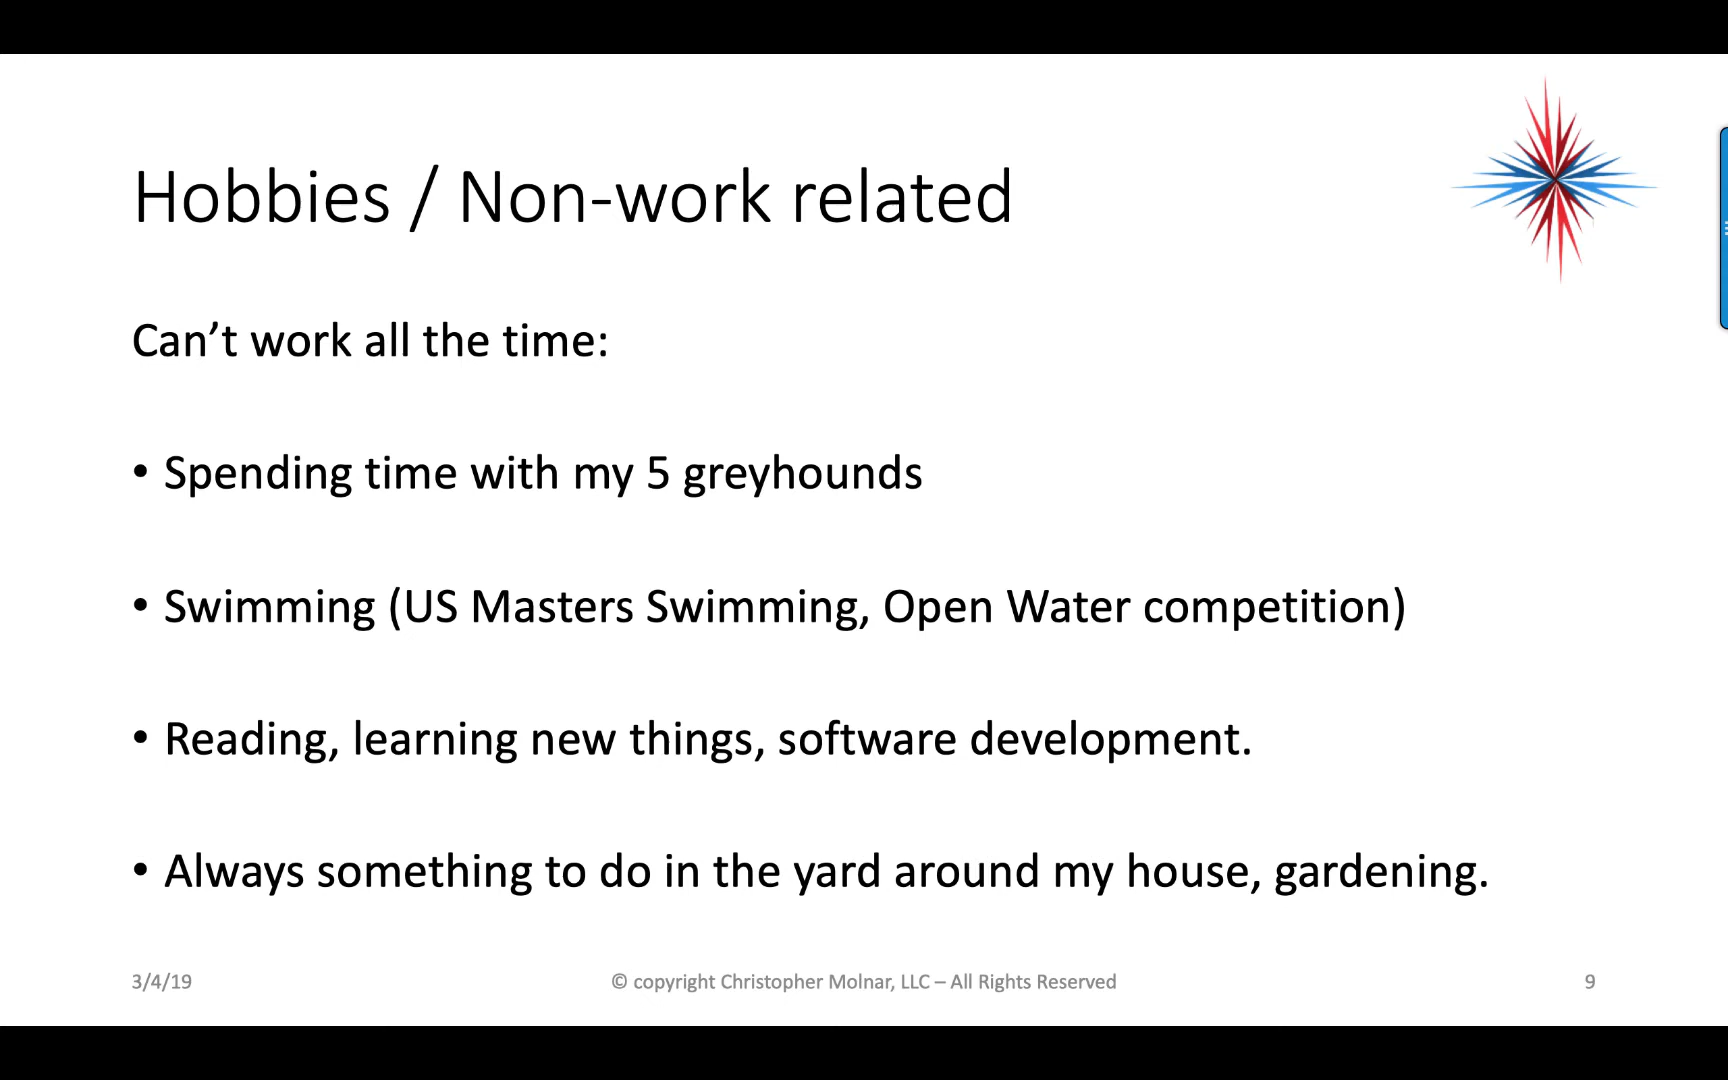 Hobbies / Non-work related
Can’t work all the time:
• Spending time with my 5 greyhounds
• Swimming (US Masters Swimming, Open Water competition)
• Reading, learning new things, software development.
• Always something to do in the yard around my house, gardening.
3/4/19
© copyright Christopher Molnar, LLC – All Rights Reserved
9